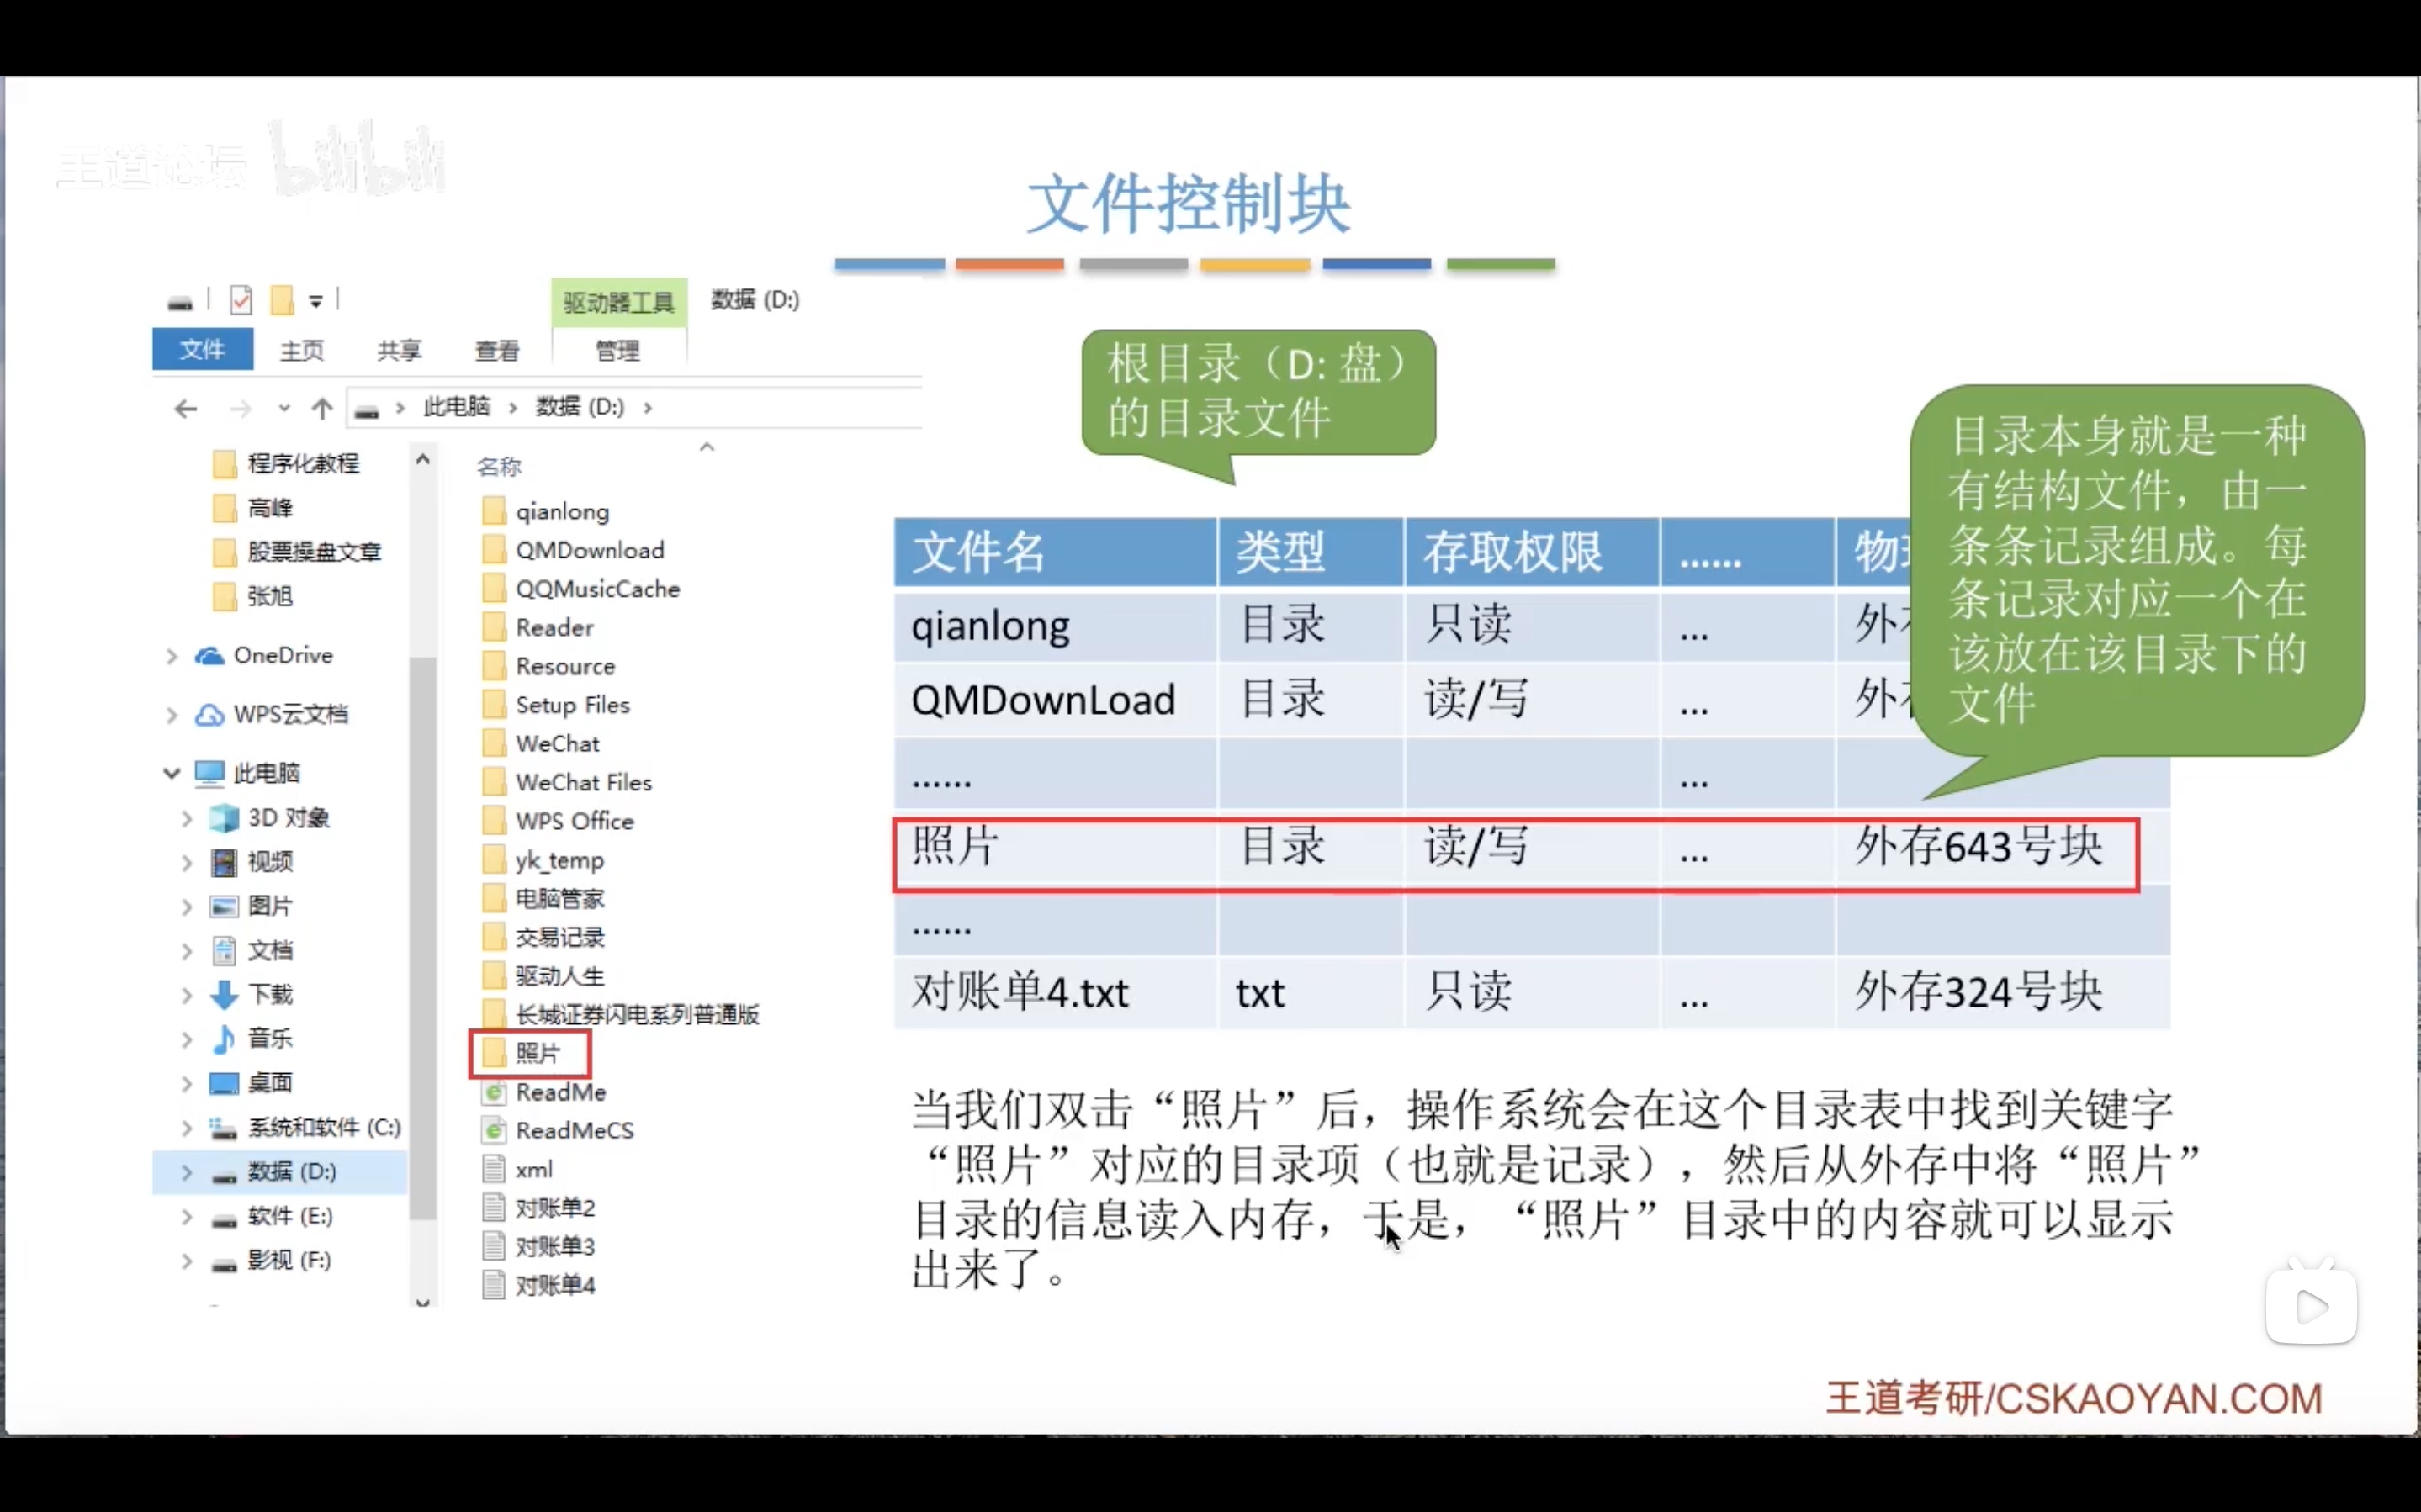 王道论坛 bilibili
文件控制块
驱动器工具 数据 (D:)
文件 主页 共享 查看 管理
此电脑 数据 (D:)
程序化教程
高峰
股票操盘文章
张旭
OneDrive
WPS云文档
此电脑
3D 对象
视频
图片
文档
下载
音乐
桌面
系统和软件 (C:)
数据 (D:)
软件 (E:)
影视 (F:)
名称
qianlong
QMDownload
QQMusicCache
Reader
Resource
Setup Files
WeChat
WeChat Files
WPS Office
yk_temp
电脑管家
交易记录
驱动人生
长城证券闪电系列普通版
照片
ReadMe
ReadMeCS
xml
对账单2
对账单3
对账单4
根目录（D: 盘）
的目录文件
目录本身就是一种
有结构文件，由一
条条记录组成。每
条记录对应一个在
该放在该目录下的
文件
文件名 类型 存取权限 ...... 物
qianlong 目录 只读 ... 外
QMDownLoad 目录 读/写 ... 外
...... ...
照片 目录 读/写 ... 外存643号块
......
对账单4.txt txt 只读 ... 外存324号块
当我们双击“照片”后，操作系统会在这个目录表中找到关键字
“照片”对应的目录项（也就是记录），然后从外存中将“照片”
目录的信息读入内存，于是，“照片”目录中的内容就可以显示
出来了。
王道考研/CSKAOYAN.COM